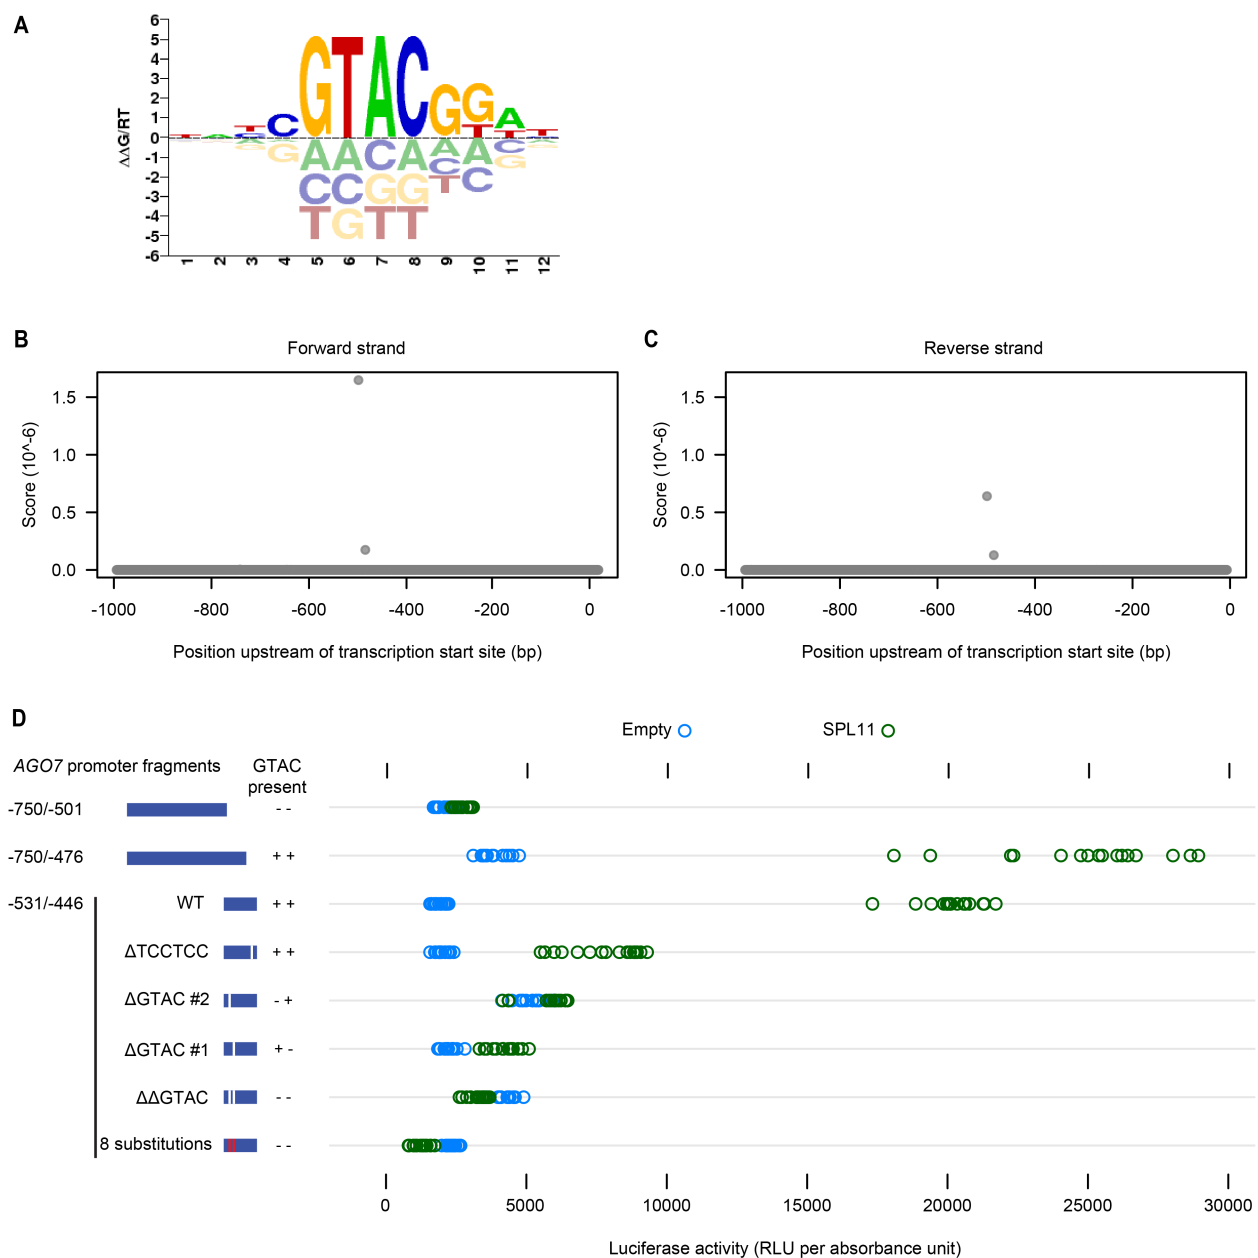 A
6
5
4
3
2
1
0
-1
-2
-3
-4
-5
-6
ΔΔG/RT
GTAC
1 2 3 4 5 6 7 8 9 10 11 12
B
Forward strand
1.5
1.0
0.5
0.0
Score (10^-6)
-1000 -800 -600 -400 -200 0
Position upstream of transcription start site (bp)
C
Reverse strand
1.5
1.0
0.5
0.0
Score (10^-6)
-1000 -800 -600 -400 -200 0
Position upstream of transcription start site (bp)
D
Empty SPL11
AGO7 promoter fragments
GTAC
present
-750/-501 - -
-750/-476 + +
-531/-446 WT + +
ΔTCCTCC + +
ΔGTAC #2 - +
ΔGTAC #1 + -
ΔΔGTAC - -
8 substitutions - -
0 5000 10000 15000 20000 25000 30000
Luciferase activity (RLU per absorbance unit)